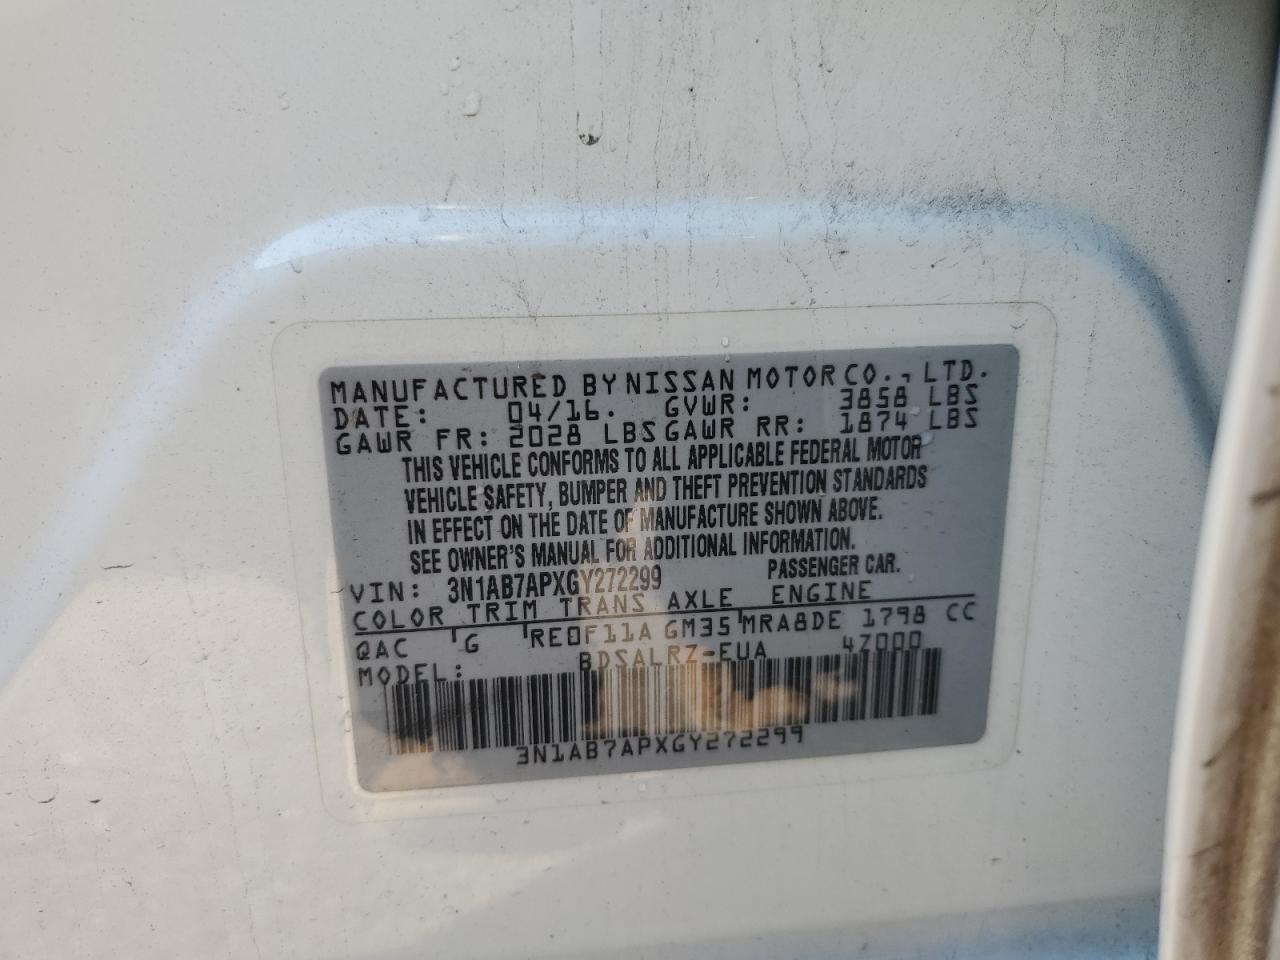 MANUFACTURED BY NISSAN MOTOR CO., LTD.
DATE: 04/16. GVWR: 3858 LBS
GAWR FR: 2028 LBS GAWR RR: 1874 LBS
THIS VEHICLE CONFORMS TO ALL APPLICABLE FEDERAL MOTOR
VEHICLE SAFETY, BUMPER AND THEFT PREVENTION STANDARDS
IN EFFECT ON THE DATE OF MANUFACTURE SHOWN ABOVE.
SEE OWNER'S MANUAL FOR ADDITIONAL INFORMATION.
VIN: 3N1AB7APXGY272299 PASSENGER CAR.
COLOR TRIM TRANS AXLE ENGINE
QAC G RE0F11A GM35 MRA8DE 1798 CC
MODEL: BDSALRZ-EUA 4Z000
3N1AB7APXGY272299